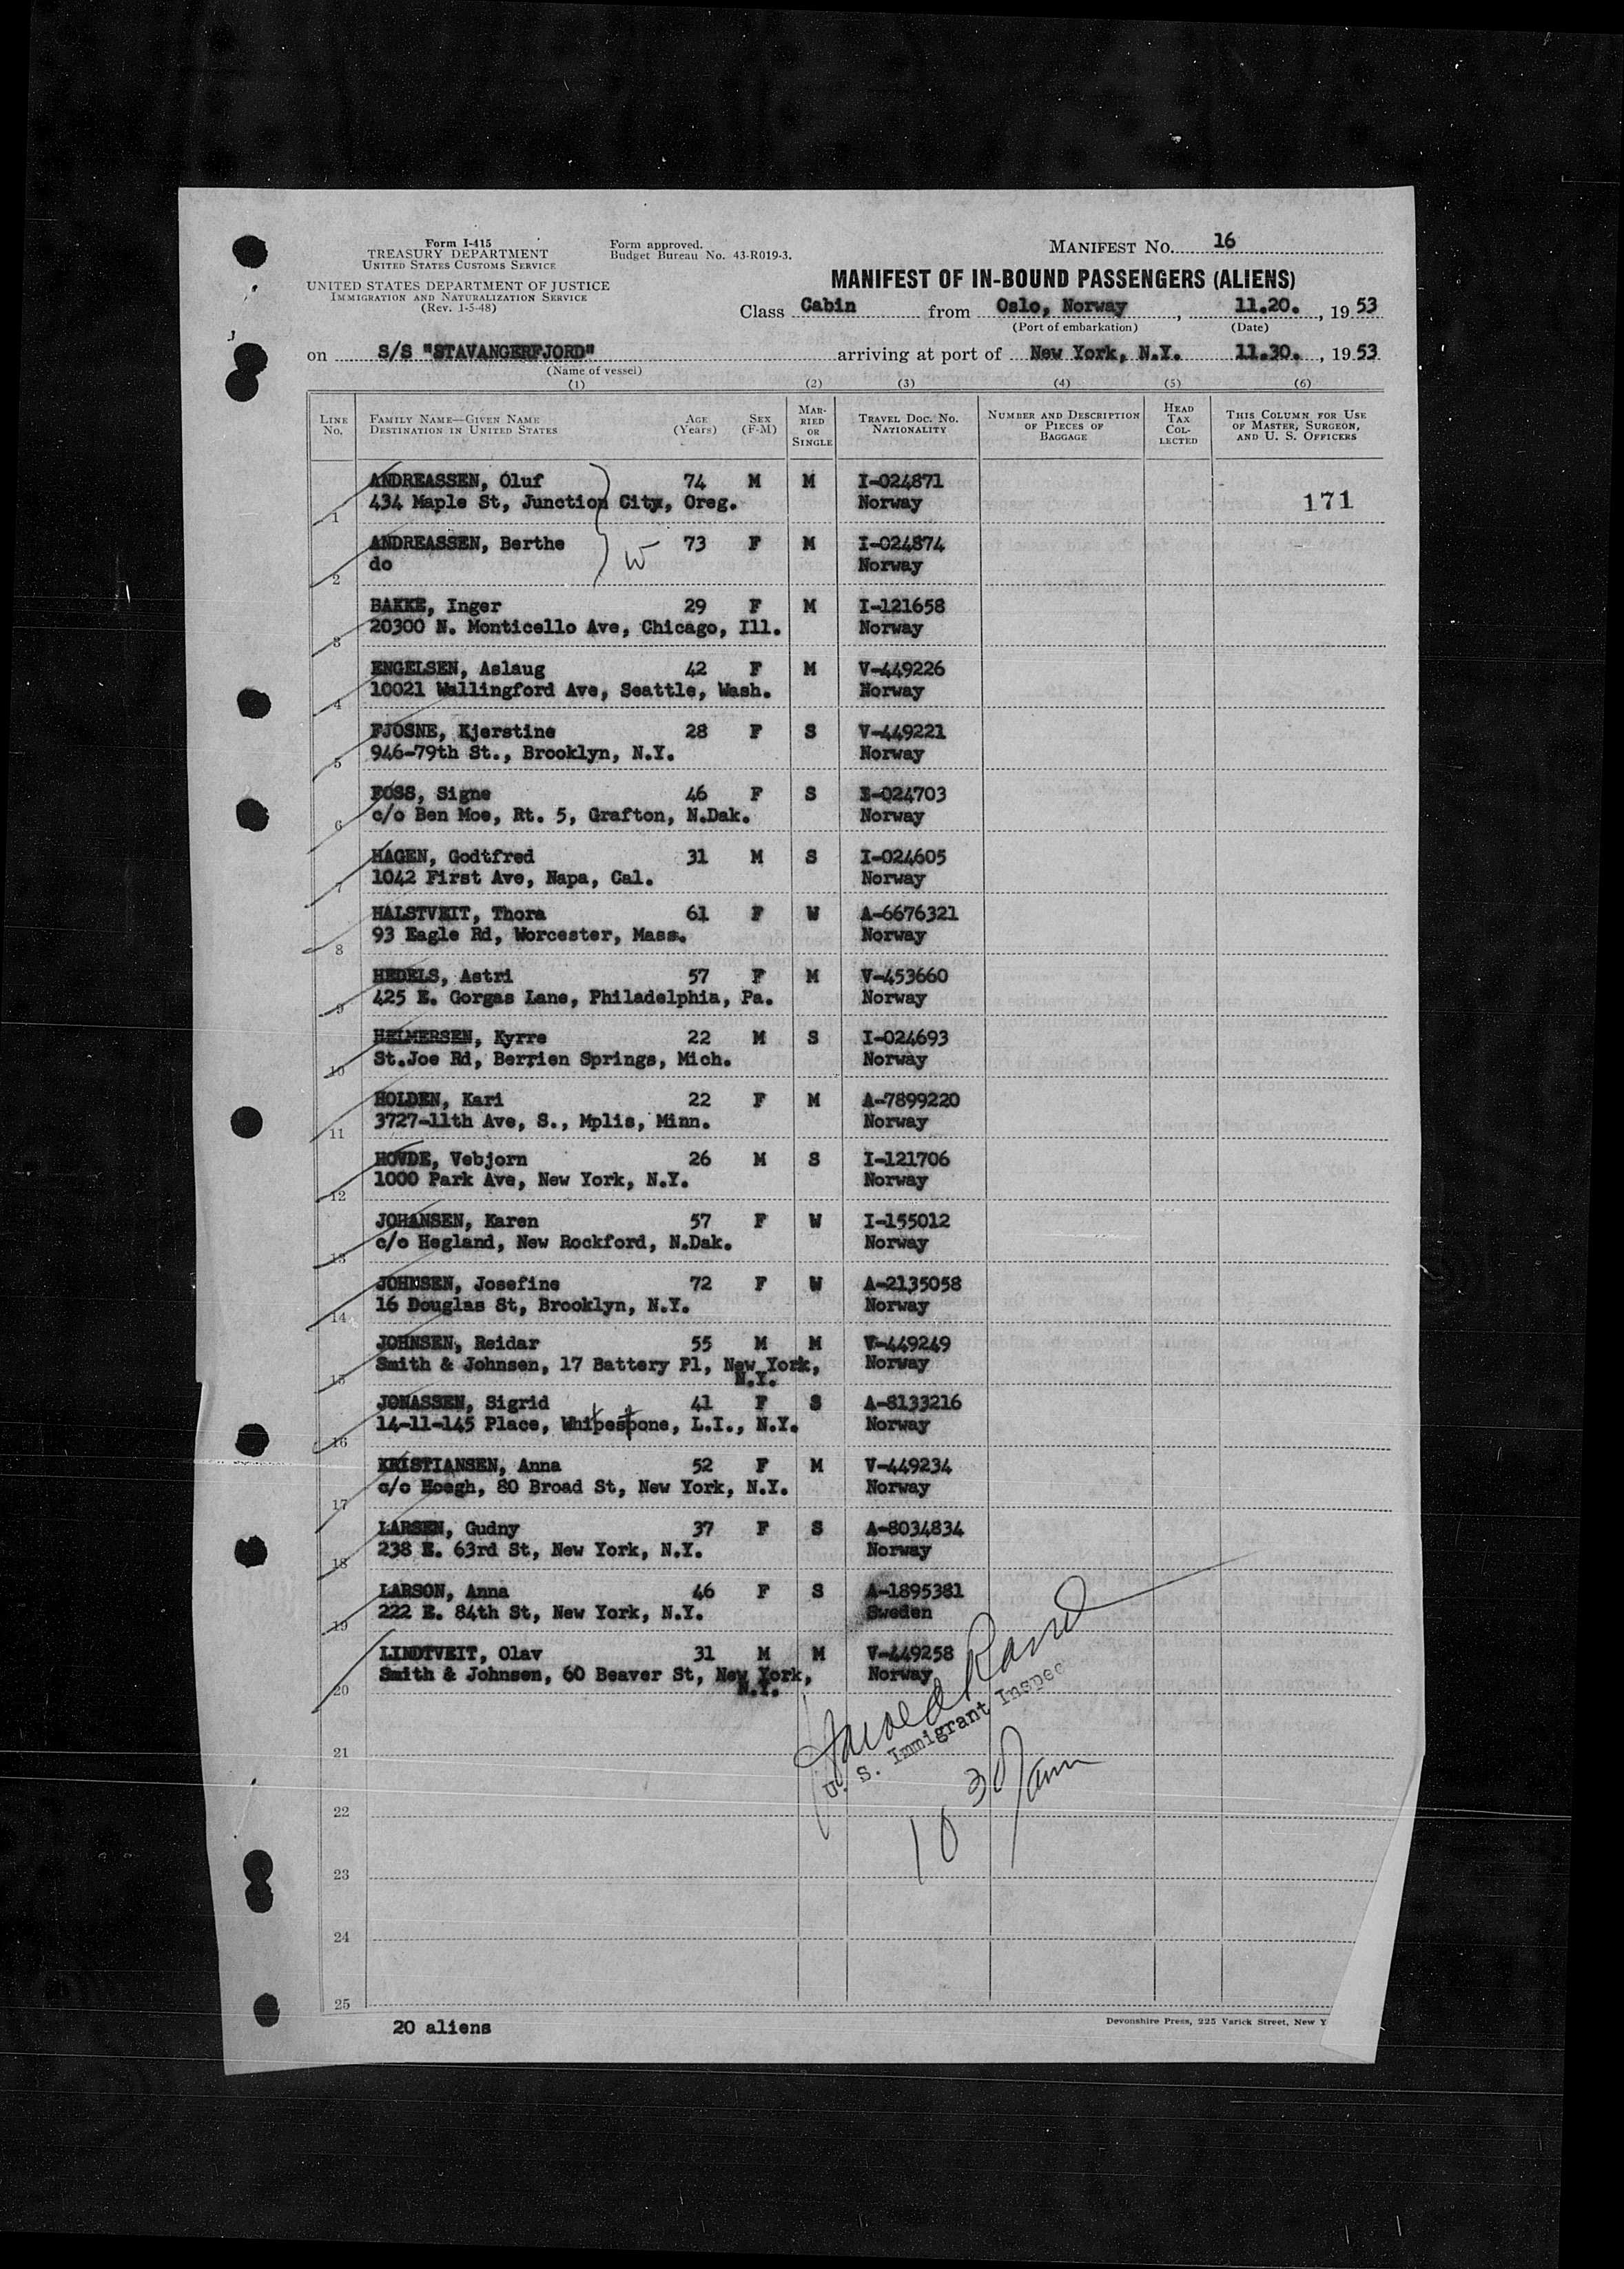 Form I-415
TREASURY DEPARTMENT
UNITED STATES CUSTOMS SERVICE
UNITED STATES DEPARTMENT OF JUSTICE
IMMIGRATION AND NATURALIZATION SERVICE
(Rev. 1-5-48)
Form approved.
Budget Bureau No. 43-R019-3.
MANIFEST NO. 16
MANIFEST OF IN-BOUND PASSENGERS (ALIENS)
Class Cabin from Oslo, Norway, 11.20., 1953
(Port of embarkation) (Date)
on S/S "STAVANGERFJORD" arriving at port of New York, N.Y. 11.30., 1953
(Name of vessel)
(1) (2) (3) (4) (5) (6)
LINE NO. FAMILY NAME—GIVEN NAME DESTINATION IN UNITED STATES AGE (Years) SEX (F-M) MARRIED OR SINGLE TRAVEL DOC. NO. NATIONALITY NUMBER AND DESCRIPTION OF PIECES OF BAGGAGE HEAD TAX COLLECTED THIS COLUMN FOR USE OF MASTER, SURGEON, AND U. S. OFFICERS
ANDREASSEN, Oluf 74 M M I-024871
1 434 Maple St, Junction City, Oreg. Norway 171
ANDREASSEN, Berthe w 73 F M I-024874
2 do Norway
BAKKE, Inger 29 F M I-121658
3 20300 N. Monticello Ave, Chicago, Ill. Norway
ENGELSEN, Aslaug 42 F M V-449226
4 10021 Wallingford Ave, Seattle, Wash. Norway
FJOSNE, Kjerstine 28 F S V-449221
5 946-79th St., Brooklyn, N.Y. Norway
FOSS, Signe 46 F S I-024703
6 c/o Ben Moe, Rt. 5, Grafton, N.Dak. Norway
HAGEN, Godtfred 31 M S I-024605
7 1042 First Ave, Napa, Cal. Norway
HALSTVEIT, Thora 61 F W A-6676321
8 93 Eagle Rd, Worcester, Mass. Norway
HEDELS, Astri 57 F M V-453660
9 425 E. Gorgas Lane, Philadelphia, Pa. Norway
HELMERSEN, Kyrre 22 M S I-024693
10 St.Joe Rd, Berrien Springs, Mich. Norway
HOLDEN, Kari 22 F M A-7899220
11 3727-11th Ave, S., Mplis, Minn. Norway
HOVDE, Vebjorn 26 M S I-121706
12 1000 Park Ave, New York, N.Y. Norway
JOHANSEN, Karen 57 F W I-155012
13 c/o Hegland, New Rockford, N.Dak. Norway
JOHNSEN, Josefine 72 F W A-2135058
14 16 Douglas St, Brooklyn, N.Y. Norway
JOHNSEN, Reidar 55 M M V-449249
15 Smith & Johnsen, 17 Battery Pl, New York, Norway
N.Y.
JONASSEN, Sigrid 41 F S A-8133216
16 14-11-145 Place, Whitestone, L.I., N.Y. Norway
KRISTIANSEN, Anna 52 F M V-449234
17 c/o Hoegh, 80 Broad St, New York, N.Y. Norway
LARSEN, Gudny 37 F S A-8034834
18 238 E. 63rd St, New York, N.Y. Norway
LARSON, Anna 46 F S A-1895381
19 222 E. 84th St, New York, N.Y. Sweden
LINDTVEIT, Olav 31 M M V-449258
20 Smith & Johnsen, 60 Beaver St, New York, Norway
N.Y.
U. S. Immigrant Inspec
21
10 30 am
22
23
24
25
20 aliens
Devonshire Press, 225 Varick Street, New Y